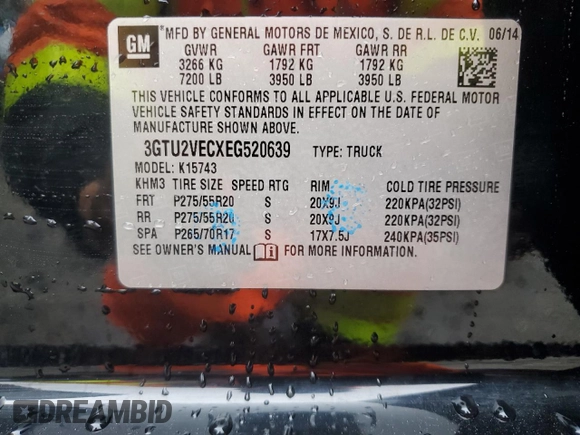 GM
MFD BY GENERAL MOTORS DE MEXICO, S. DE R.L. DE C.V. 06/14
GVWR GAWR FRT GAWR RR
3266 KG 1792 KG 1792 KG
7200 LB 3950 LB 3950 LB
THIS VEHICLE CONFORMS TO ALL APPLICABLE U.S. FEDERAL MOTOR
VEHICLE SAFETY STANDARDS IN EFFECT ON THE DATE OF
MANUFACTURE SHOWN ABOVE.
3GTU2VECXEG520639 TYPE: TRUCK
MODEL: K15743
KHM3 TIRE SIZE SPEED RTG RIM COLD TIRE PRESSURE
FRT P275/55R20 S 20X9J 220KPA(32PSI)
RR P275/55R20 S 20X9J 220KPA(32PSI)
SPA P265/70R17 S 17X7.5J 240KPA(35PSI)
SEE OWNER'S MANUAL FOR MORE INFORMATION.
DREAMBID